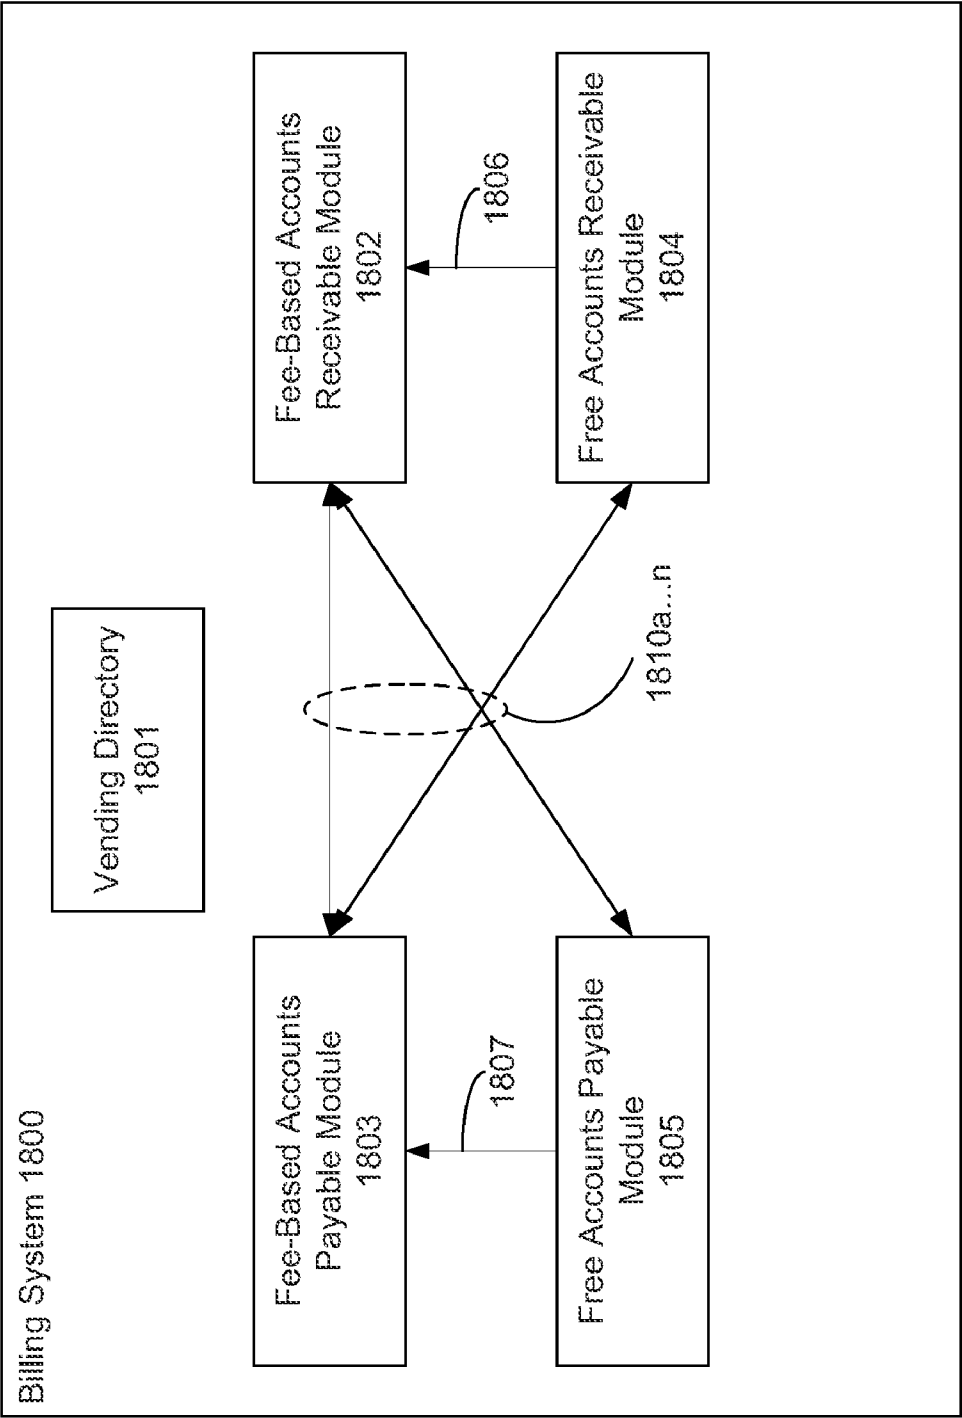 Billing System 1800
Vending Directory
1801
Fee-Based Accounts
Payable Module
1803
Fee-Based Accounts
Receivable Module
1802
1807
1806
Free Accounts Payable
Module
1805
Free Accounts Receivable
Module
1804
1810a...n